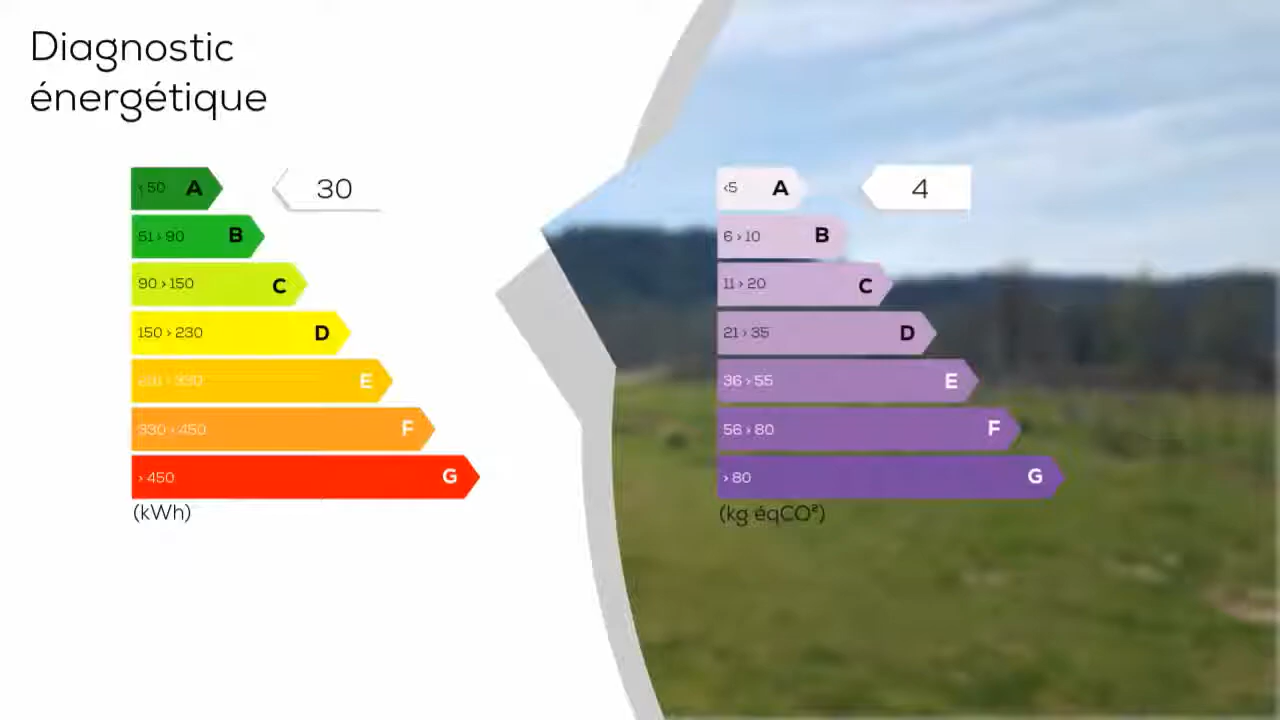 Diagnostic
énergétique
< 50 A 30
51 > 90 B
90 > 150 C
150 > 230 D
E
330 > 450 F
> 450 G
(kWh)
<5 A 4
6 > 10 B
11 > 20 C
21 > 35 D
36 > 55 E
56 > 80 F
> 80 G
(kg éqCO²)